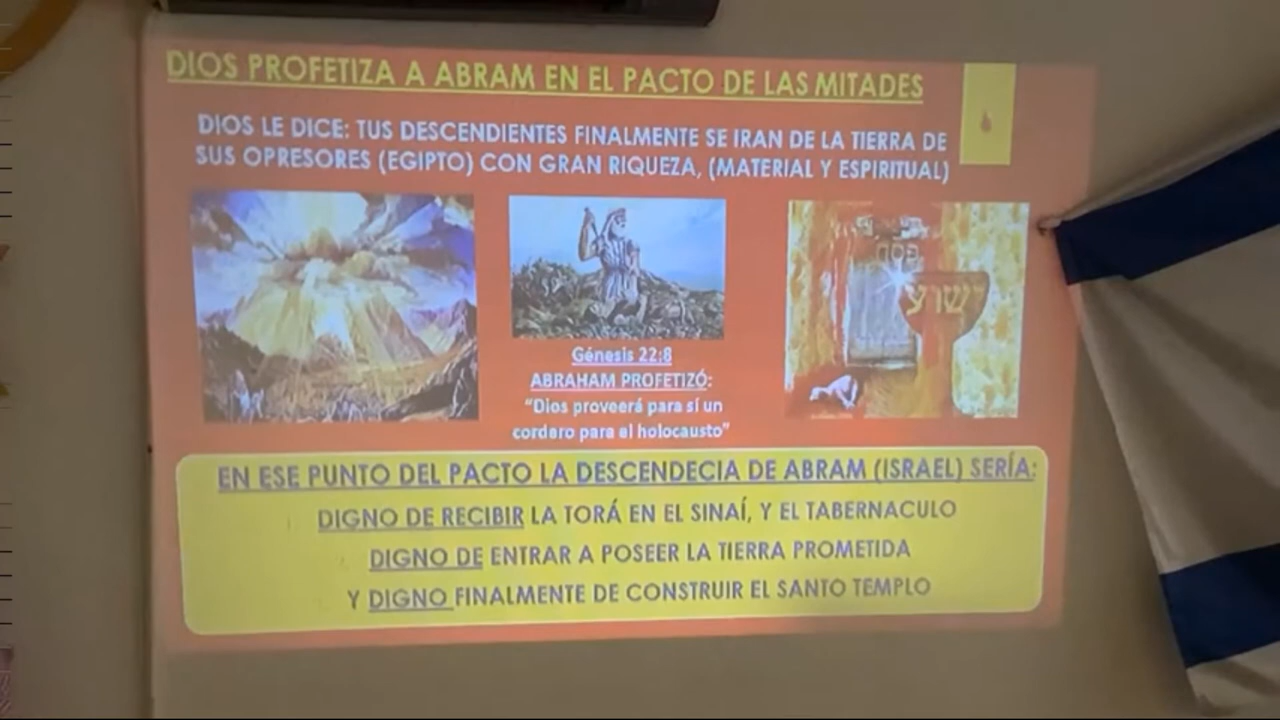 DIOS PROFETIZA A ABRAM EN EL PACTO DE LAS MITADES
DIOS LE DICE: TUS DESCENDIENTES FINALMENTE SE IRAN DE LA TIERRA DE
SUS OPRESORES (EGIPTO) CON GRAN RIQUEZA, (MATERIAL Y ESPIRITUAL)
פסח
ישוע
Génesis 22:8
ABRAHAM PROFETIZÓ:
“Dios proveerá para sí un
cordero para el holocausto”
EN ESE PUNTO DEL PACTO LA DESCENDECIA DE ABRAM (ISRAEL) SERÍA:
DIGNO DE RECIBIR LA TORÁ EN EL SINAÍ, Y EL TABERNACULO
DIGNO DE ENTRAR A POSEER LA TIERRA PROMETIDA
Y DIGNO FINALMENTE DE CONSTRUIR EL SANTO TEMPLO